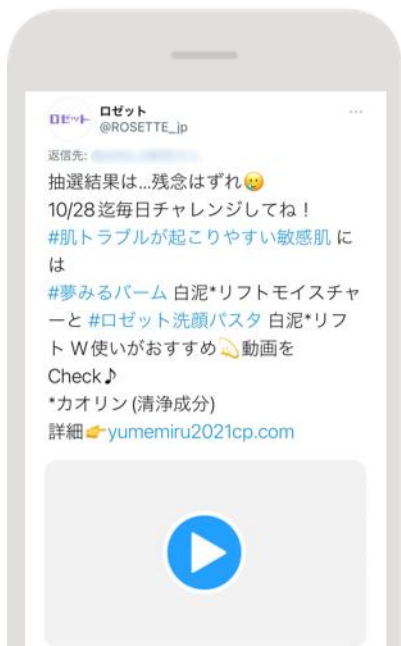 ロゼット
ロゼット
@ROSETTE_jp
返信先:
抽選結果は...残念はずれ🥲
10/28迄毎日チャレンジしてね！
#肌トラブルが起こりやすい敏感肌 に
は
#夢みるバーム 白泥*リフトモイスチャ
ーと #ロゼット洗顔パスタ 白泥*リフ
ト W使いがおすすめ💫動画を
Check♪
*カオリン(清浄成分)
詳細👉yumemiru2021cp.com